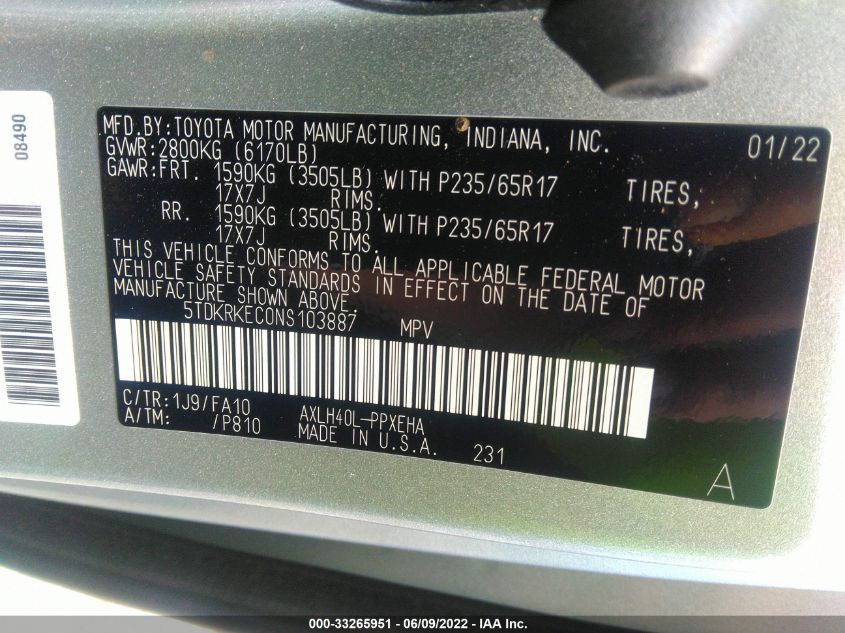 08490
MFD.BY:TOYOTA MOTOR MANUFACTURING, INDIANA, INC. 01/22
GVWR:2800KG (6170LB)
GAWR:FRT. 1590KG (3505LB) WITH P235/65R17 TIRES,
17X7J RIMS.
RR. 1590KG (3505LB) WITH P235/65R17 TIRES,
17X7J RIMS.
THIS VEHICLE CONFORMS TO ALL APPLICABLE FEDERAL MOTOR
VEHICLE SAFETY STANDARDS IN EFFECT ON THE DATE OF
MANUFACTURE SHOWN ABOVE.
5TDKRKEC0NS103887 MPV
C/TR:1J9/FA10 AXLH40L-PPXEHA
A/TM: /P810 MADE IN U.S.A. 231
A
000-33265951 - 06/09/2022 - IAA Inc.